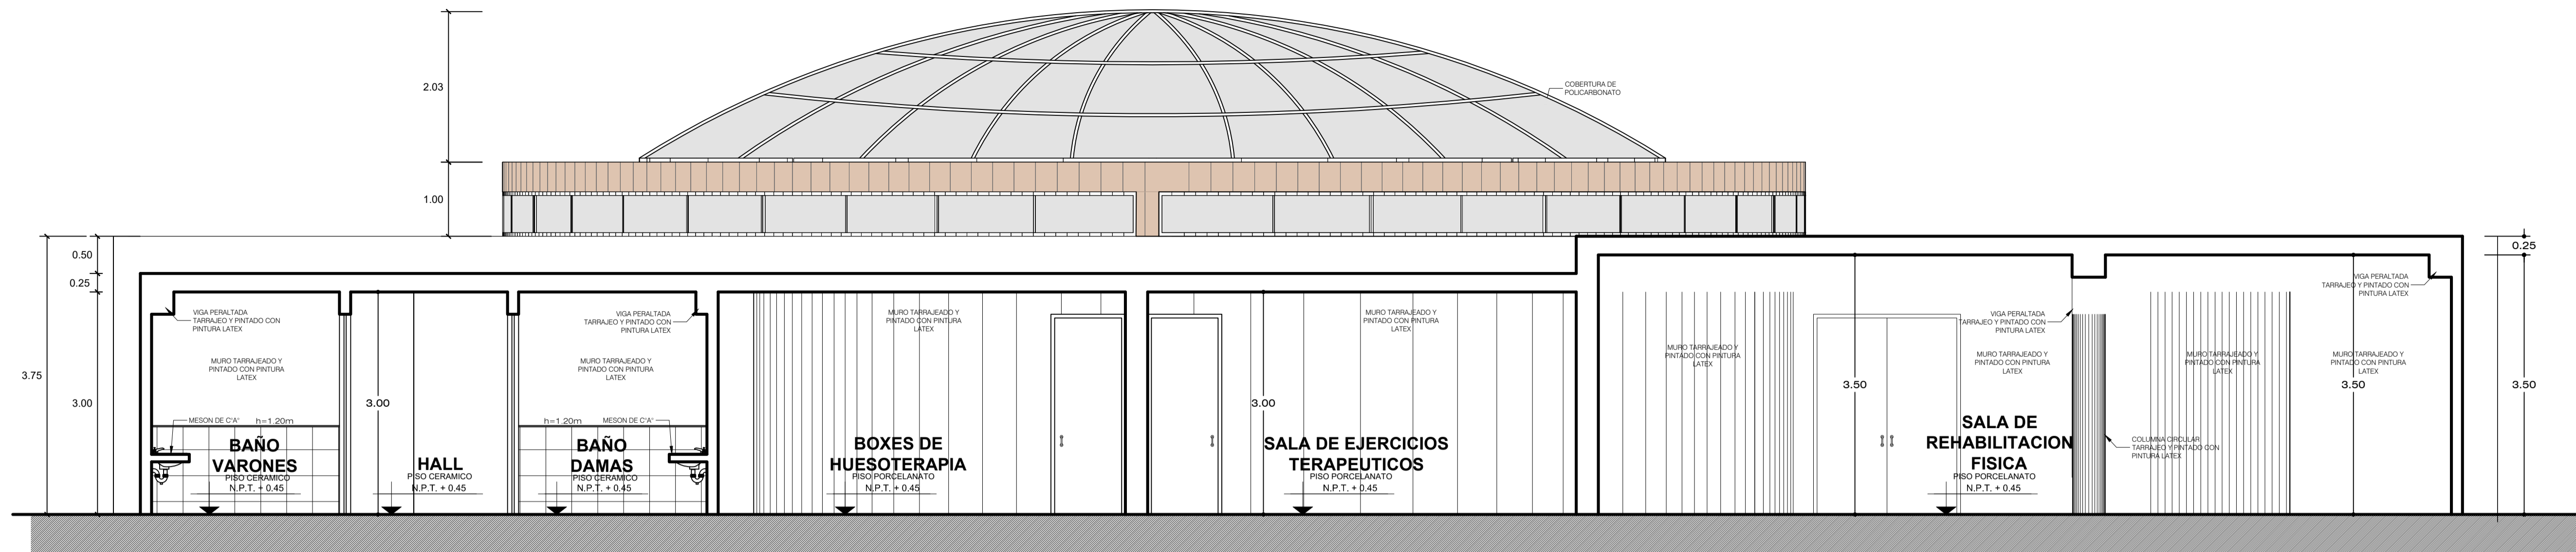 2.03
COBERTURA DE
POLICARBONATO
1.00
0.50
0.25
3.75
3.00
0.25
3.50
VIGA PERALTADA
TARRAJEO Y PINTADO CON
PINTURA LATEX
MURO TARRAJEADO Y
PINTADO CON PINTURA
LATEX
MESON DE C"A"
h=1.20m
BAÑO
VARONES
PISO CERAMICO
N.P.T. + 0.45
3.00
HALL
PISO CERAMICO
N.P.T. + 0.45
VIGA PERALTADA
TARRAJEO Y PINTADO CON
PINTURA LATEX
MURO TARRAJEADO Y
PINTADO CON PINTURA
LATEX
h=1.20m
MESON DE C"A"
BAÑO
DAMAS
PISO CERAMICO
N.P.T. + 0.45
MURO TARRAJEADO Y
PINTADO CON PINTURA
LATEX
BOXES DE
HUESOTERAPIA
PISO PORCELANATO
N.P.T. + 0.45
MURO TARRAJEADO Y
PINTADO CON PINTURA
LATEX
3.00
SALA DE EJERCICIOS
TERAPEUTICOS
PISO PORCELANATO
N.P.T. + 0.45
MURO TARRAJEADO Y
PINTADO CON PINTURA
LATEX
3.50
VIGA PERALTADA
TARRAJEO Y PINTADO CON
PINTURA LATEX
MURO TARRAJEADO Y
PINTADO CON PINTURA
LATEX
SALA DE
REHABILITACION
FISICA
PISO PORCELANATO
N.P.T. + 0.45
COLUMNA CIRCULAR
TARRAJEO Y PINTADO CON
PINTURA LATEX
MURO TARRAJEADO Y
PINTADO CON PINTURA
LATEX
VIGA PERALTADA
TARRAJEO Y PINTADO CON
PINTURA LATEX
MURO TARRAJEADO Y
PINTADO CON PINTURA
LATEX
3.50